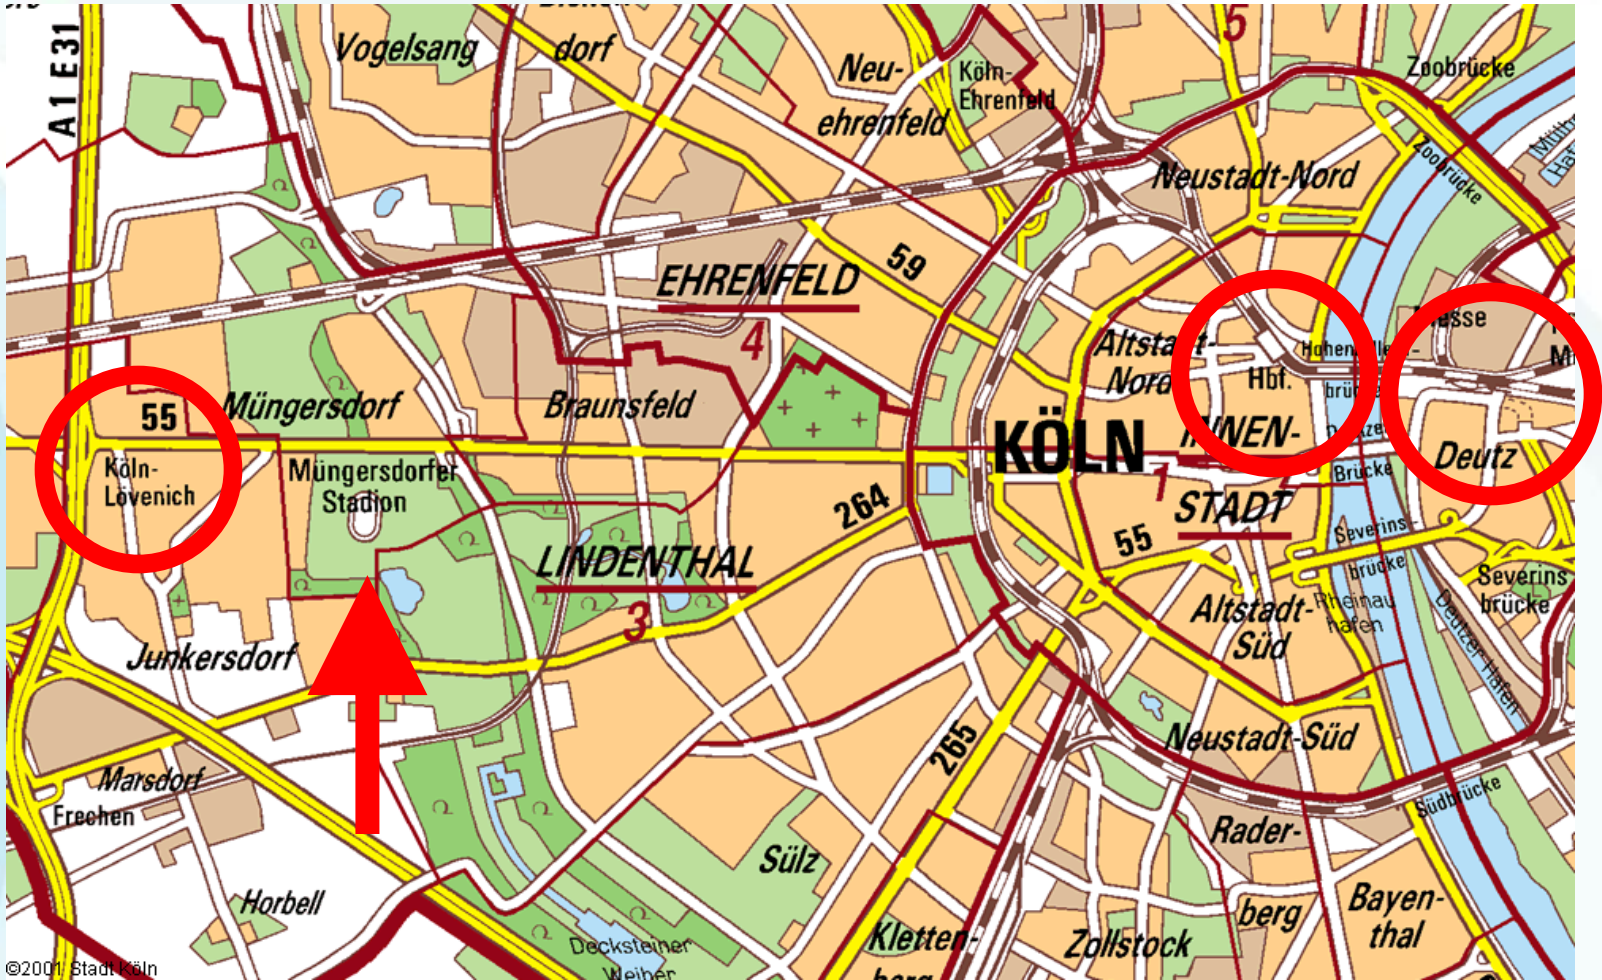 A1 E31
Vogelsang
dorf
Neu-
ehrenfeld
Köln-
Ehrenfeld
5
Zoobrücke
Zoobrücke
Neustadt-Nord
59
EHRENFELD
4
Altstadt-
Nord
Hbf.
brücke
Messe
55
Müngersdorf
Braunsfeld
KÖLN
INNEN-
STADT
1
Brücke
Deutz
Köln-
Lövenich
Müngersdorfer
Stadion
264
55
Severins-
brücke
LINDENTHAL
3
Severins
brücke
Altstadt-
Süd
Rheinau
hafen
Deutzer Hafen
Junkersdorf
265
Neustadt-Süd
Marsdorf
Frechen
Südbrücke
Rader-
berg
Sülz
Horbell
Bayen-
thal
Kletten-
berg
Zollstock
Decksteiner
Weiher
©2001 Stadt Köln